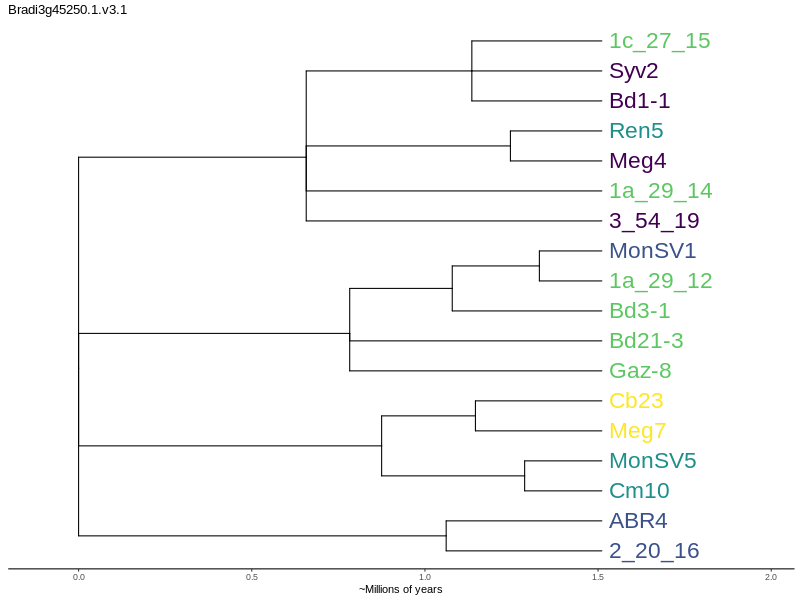 Bradi3g45250.1.v3.1
1c_27_15
Syv2
Bd1-1
Ren5
Meg4
1a_29_14
3_54_19
MonSV1
1a_29_12
Bd3-1
Bd21-3
Gaz-8
Cb23
Meg7
MonSV5
Cm10
ABR4
2_20_16
0.0 0.5 1.0 1.5 2.0
~Millions of years